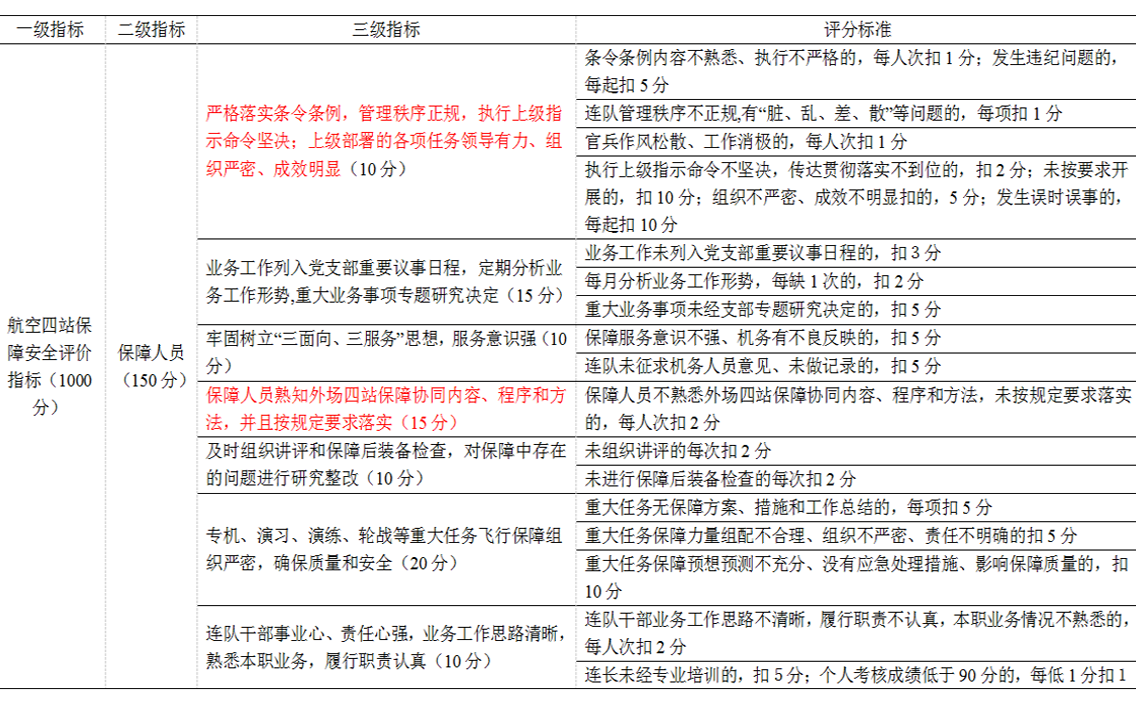 一级指标
二级指标
三级指标
评分标准
航空四站保
障安全评价
指标（1000
分）
保障人员
（150分）
严格落实条令条例，管理秩序正规，执行上级指
示命令坚决；上级部署的各项任务领导有力、组
织严密、成效明显（10分）
条令条例内容不熟悉、执行不严格的，每人次扣1分；发生违纪问题的，
每起扣5分
连队管理秩序不正规,有“脏、乱、差、散”等问题的，每项扣1分
官兵作风松散、工作消极的，每人次扣1分
执行上级指示命令不坚决，传达贯彻落实不到位的，扣2分；未按要求开
展的，扣10分；组织不严密、成效不明显扣的，5分；发生误时误事的，
每起扣10分
业务工作列入党支部重要议事日程，定期分析业
务工作形势,重大业务事项专题研究决定（15分）
业务工作未列入党支部重要议事日程的，扣3分
每月分析业务工作形势，每缺1次的，扣2分
重大业务事项未经支部专题研究决定的，扣5分
牢固树立“三面向、三服务”思想，服务意识强（10
分）
保障服务意识不强、机务有不良反映的，扣5分
连队未征求机务人员意见、未做记录的，扣5分
保障人员熟知外场四站保障协同内容、程序和方
法，并且按规定要求落实（15分）
保障人员不熟悉外场四站保障协同内容、程序和方法，未按规定要求落实
的，每人次扣2分
及时组织讲评和保障后装备检查，对保障中存在
的问题进行研究整改（10分）
未组织讲评的每次扣2分
未进行保障后装备检查的每次扣2分
专机、演习、演练、轮战等重大任务飞行保障组
织严密，确保质量和安全（20分）
重大任务无保障方案、措施和工作总结的，每项扣5分
重大任务保障力量组配不合理、组织不严密、责任不明确的扣5分
重大任务保障预想预测不充分、没有应急处理措施、影响保障质量的，扣
10分
连队干部事业心、责任心强，业务工作思路清晰，
熟悉本职业务，履行职责认真（10分）
连队干部业务工作思路不清晰，履行职责不认真，本职业务情况不熟悉的，
每人次扣2分
连长未经专业培训的，扣5分；个人考核成绩低于90分的，每低1分扣1